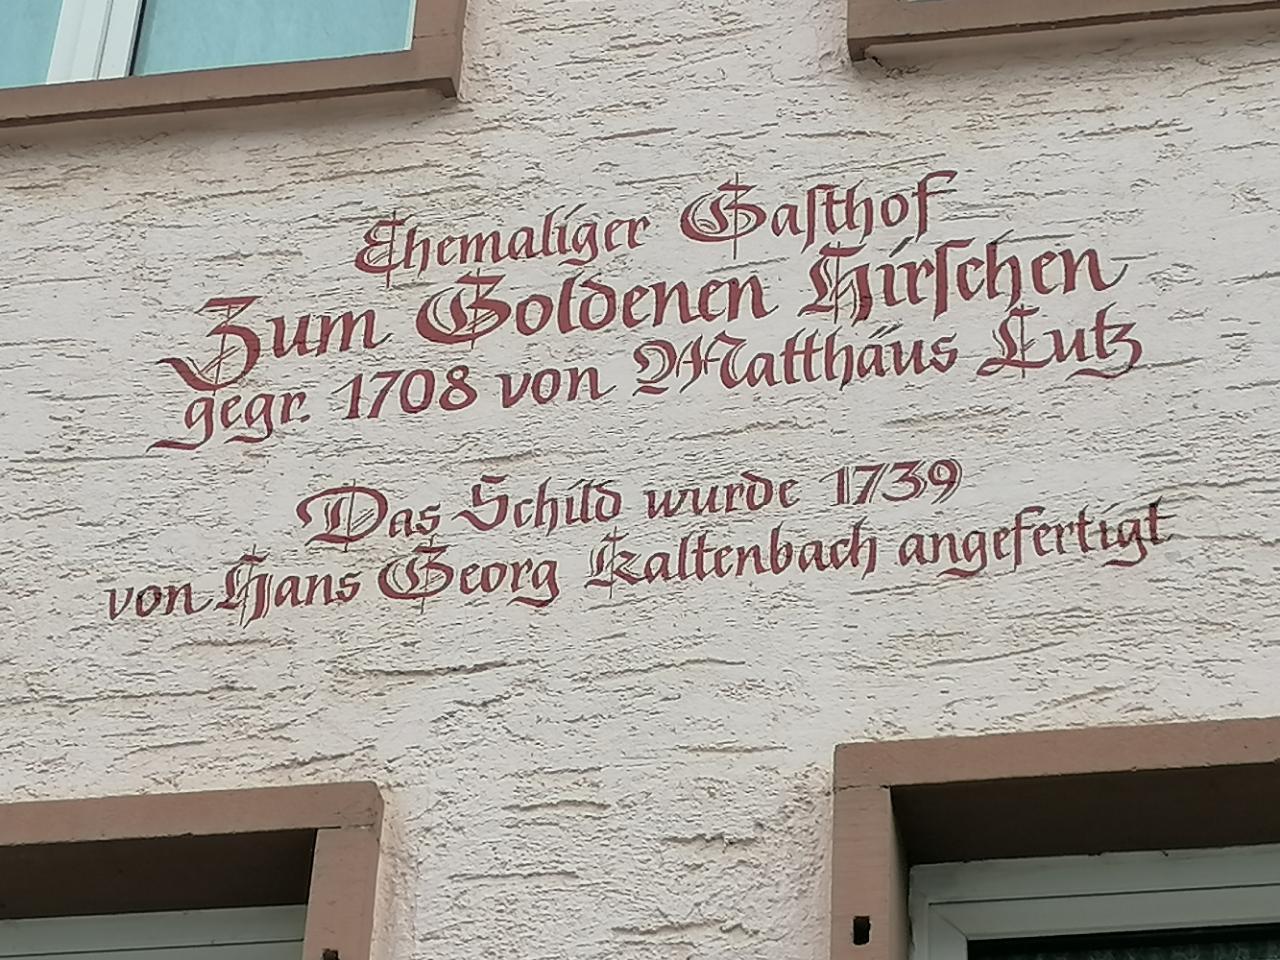 Ehemaliger Gaſthof
Zum Goldenen Hirſchen
gegr. 1708 von Matthäus Lutz
Das Schild wurde 1739
von Hans Georg Kaltenbach angefertigt